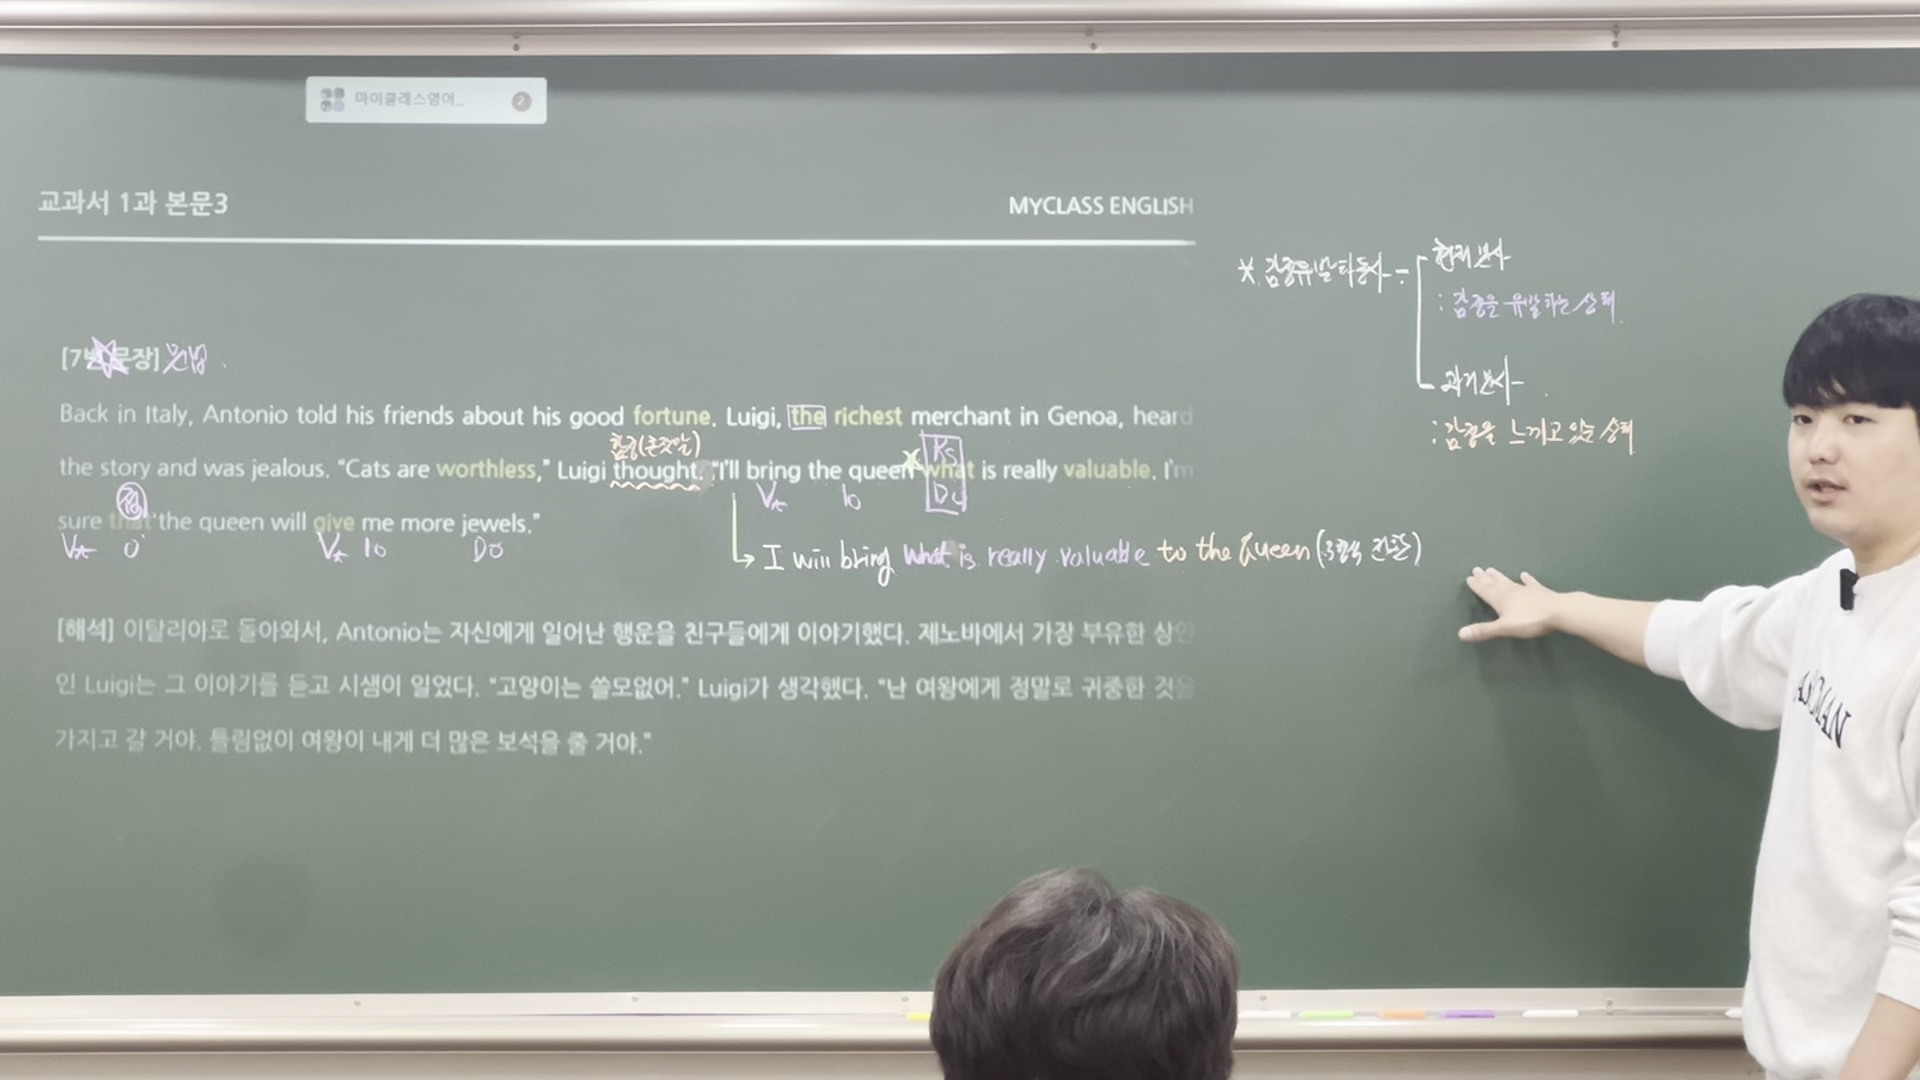 마이클래스영어_ 2
교과서 1과 본문3
MYCLASS ENGLISH
* 감정유발타동사 -
현재분사
: 감정을 유발하는 상태.
과거분사
: 감정을 느끼고 있는 상태
[7번 문장]
Back in Italy, Antonio told his friends about his good fortune. Luigi, the richest merchant in Genoa, heard
the story and was jealous. “Cats are worthless,” Luigi thought. “I’ll bring the queen what is really valuable. I’m
Vt IO DO
sure that the queen will give me more jewels.”
Vt O Vt IO DO
I will bring what is really valuable to the Queen
[해석] 이탈리아로 돌아와서, Antonio는 자신에게 일어난 행운을 친구들에게 이야기했다. 제노바에서 가장 부유한 상인
인 Luigi는 그 이야기를 듣고 시샘이 일었다. “고양이는 쓸모없어.” Luigi가 생각했다. “난 여왕에게 정말로 귀중한 것을
가지고 갈 거야. 틀림없이 여왕이 내게 더 많은 보석을 줄 거야.”